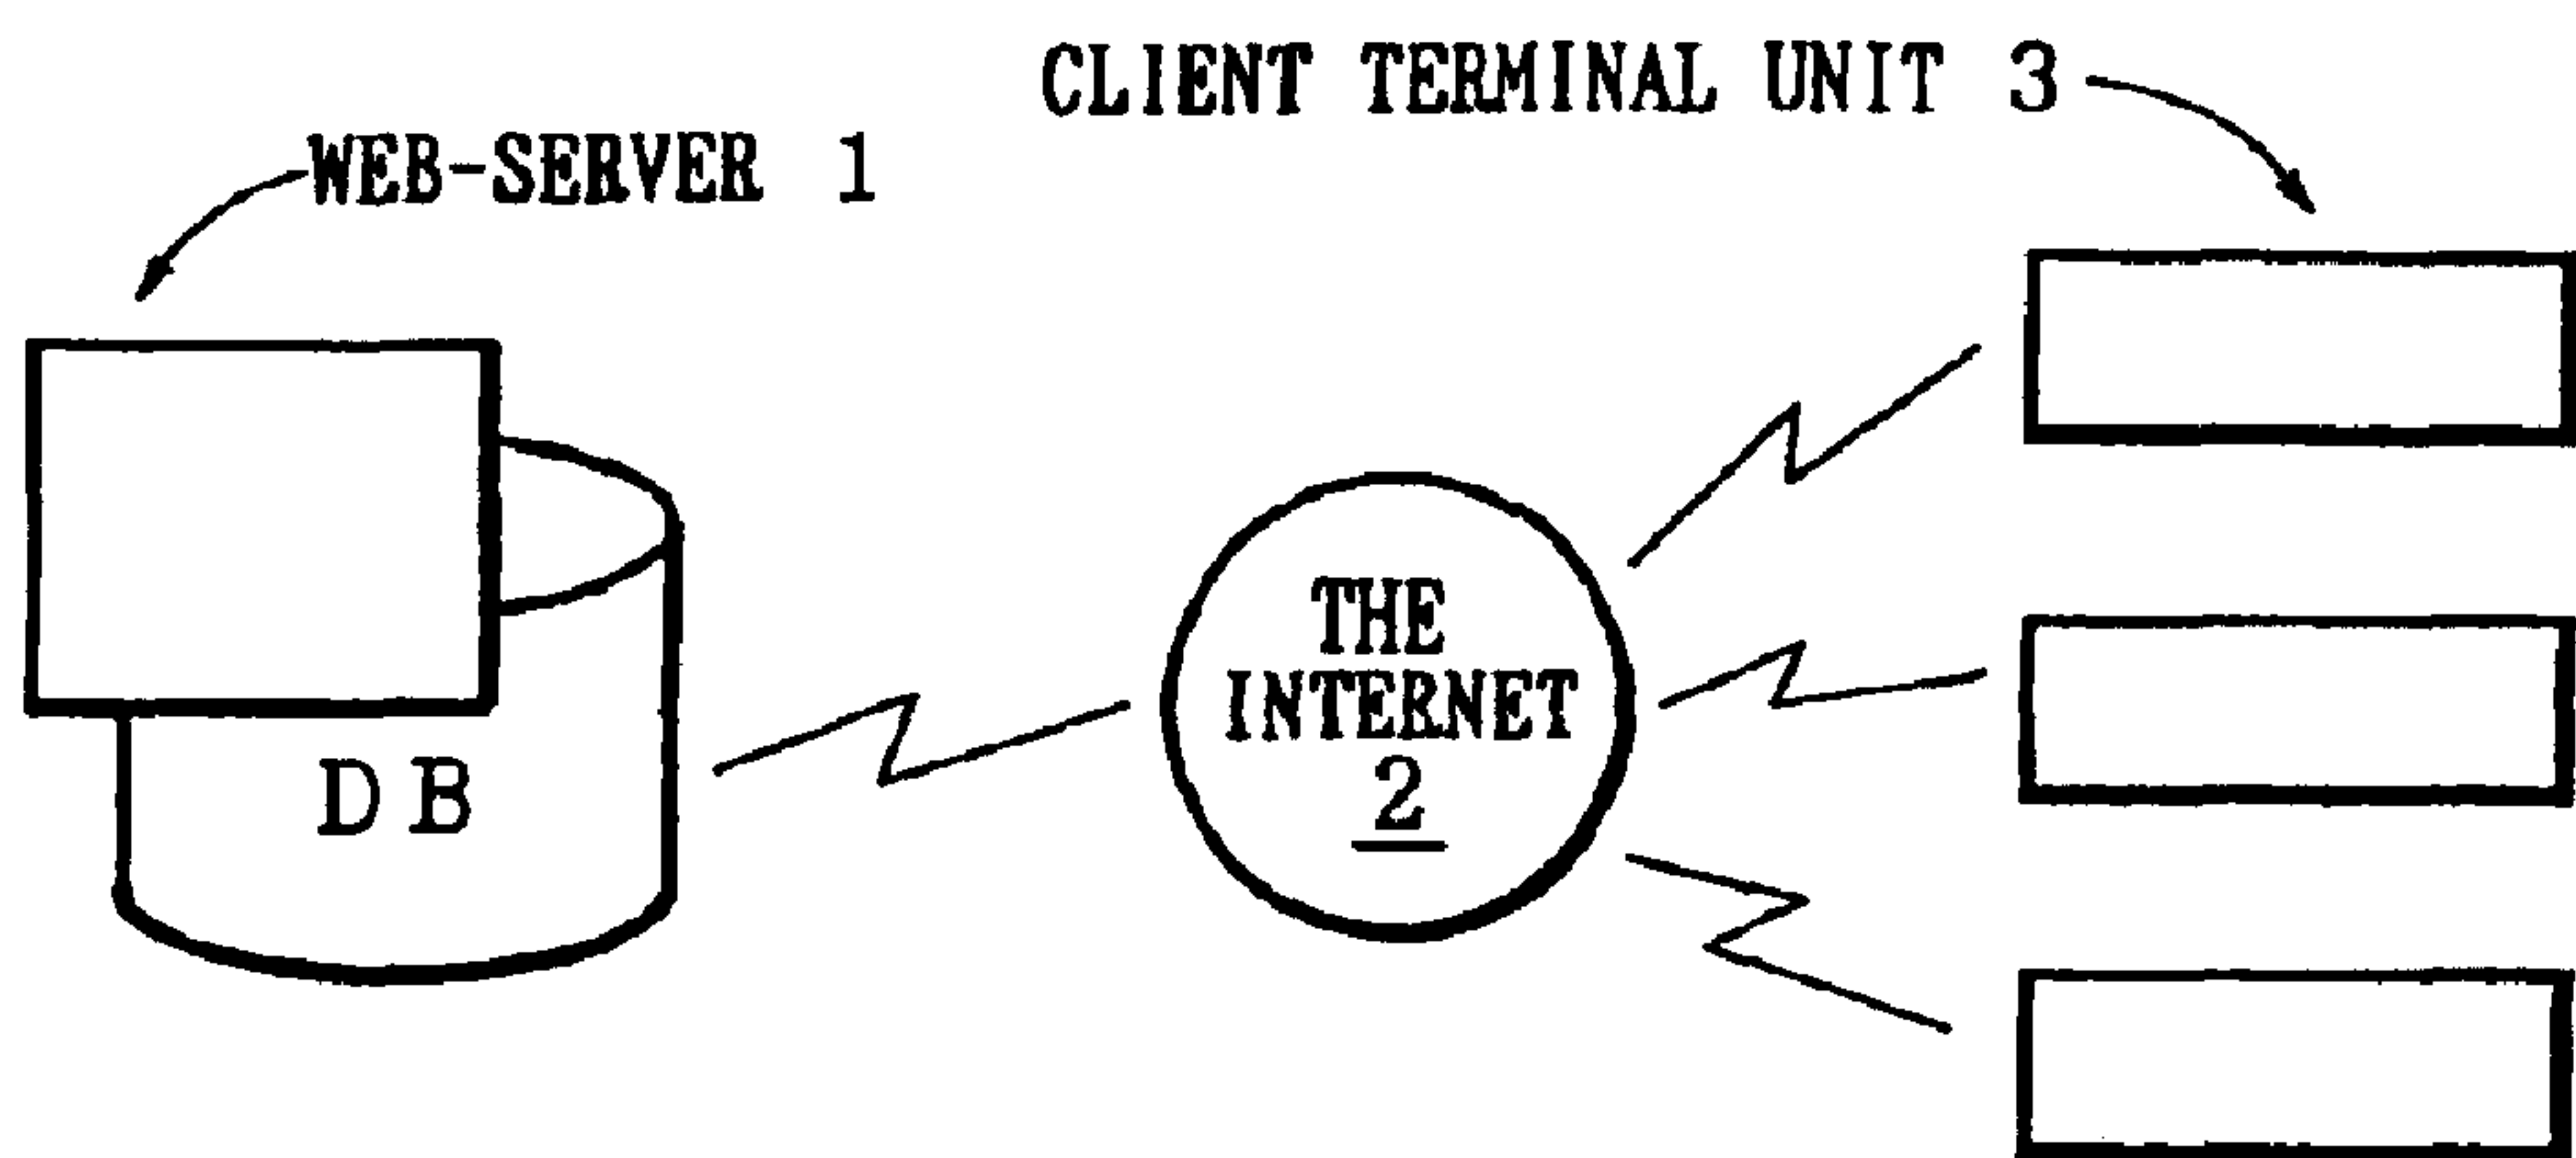 CLIENT TERMINAL UNIT 3
WEB-SERVER 1
THE
INTERNET
2
DB